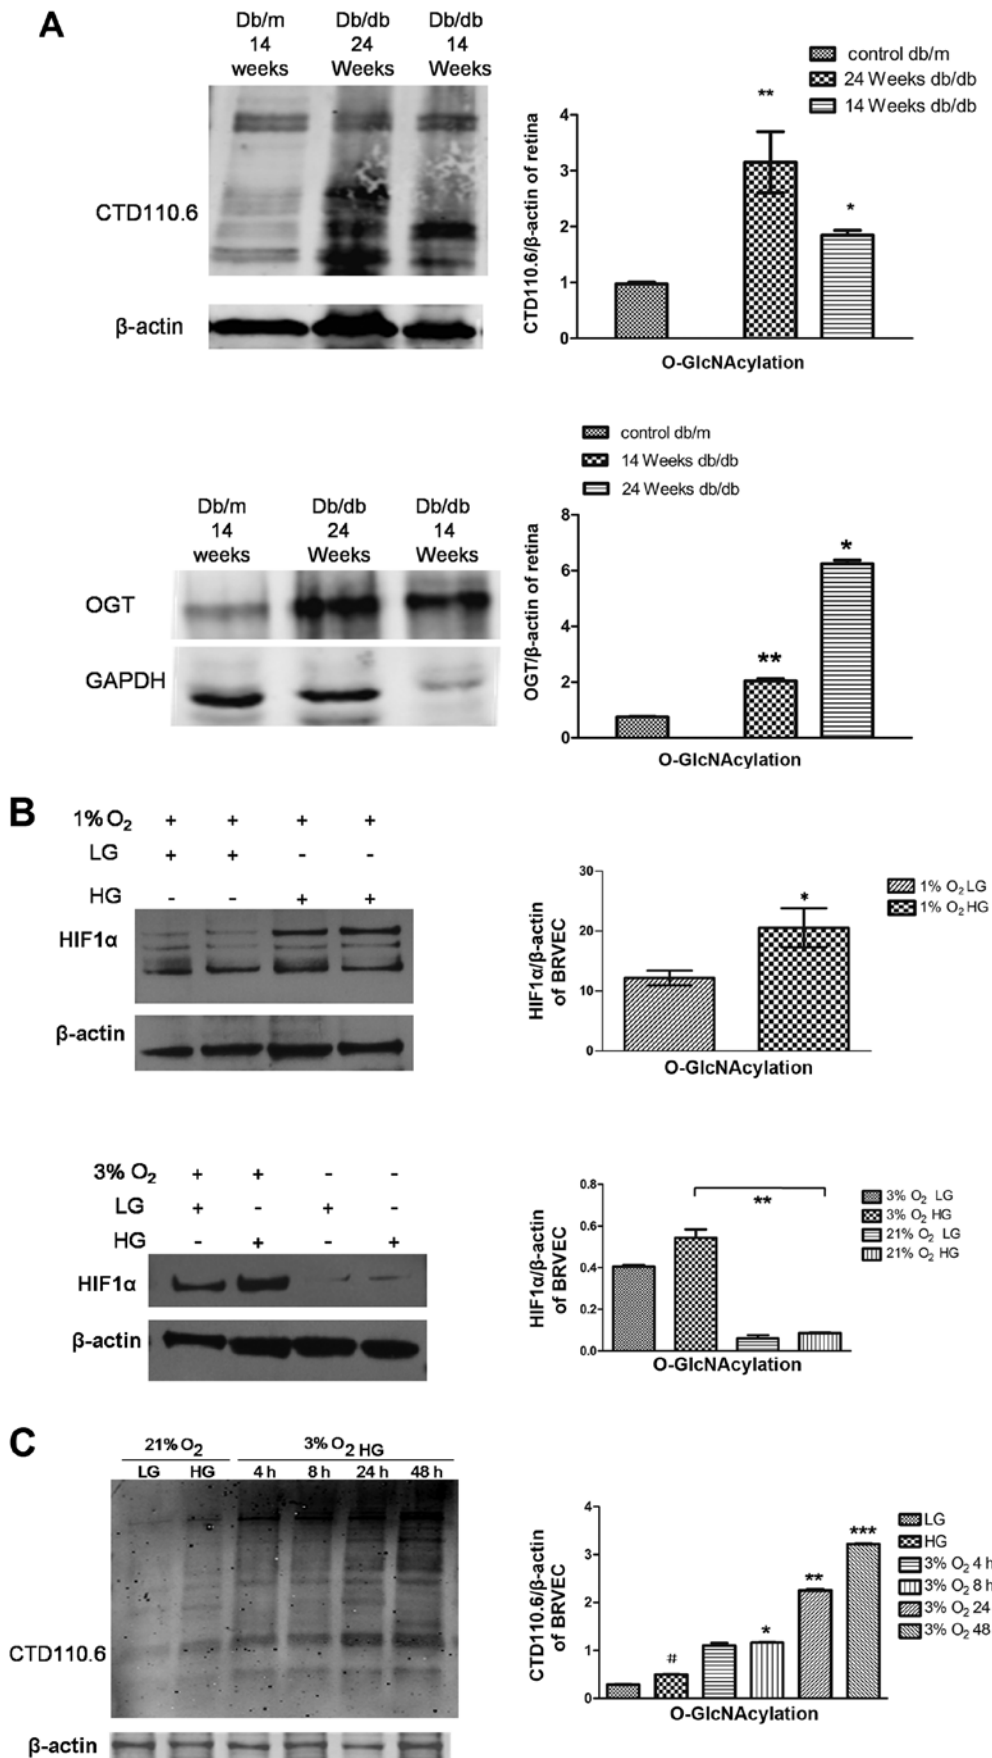 A
Db/m Db/db Db/db
14 24 14
weeks Weeks Weeks
CTD110.6
β-actin
control db/m
24 Weeks db/db
14 Weeks db/db
CTD110.6/β-actin of retina
4
**
3
*
2
1
0
O-GlcNAcylation
Db/m Db/db Db/db
14 24 14
weeks Weeks Weeks
OGT
GAPDH
control db/m
14 Weeks db/db
24 Weeks db/db
OGT/β-actin of retina
8
*
6
4
**
2
0
O-GlcNAcylation
B
1% O2 + + + +
LG + + - -
HG - - + +
HIF1α
β-actin
HIF1α/β-actin
of BRVEC
30
*
20
10
0
O-GlcNAcylation
1% O2 LG
1% O2 HG
3% O2 + + - -
LG + - + -
HG - + - +
HIF1α
β-actin
HIF1α/β-actin
of BRVEC
0.8
**
0.6
0.4
0.2
0.0
O-GlcNAcylation
3% O2 LG
3% O2 HG
21% O2 LG
21% O2 HG
C
21% O2 3% O2 HG
LG HG 4 h 8 h 24 h 48 h
CTD110.6
β-actin
CTD110.6/β-actin
of BRVEC
4
***
3
**
2
*
1
#
0
O-GlcNAcylation
LG
HG
3% O2 4 h
3% O2 8 h
3% O2 24
3% O2 48